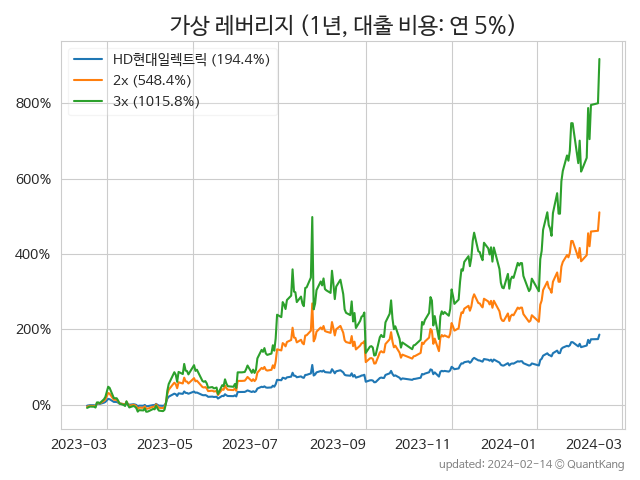 가상 레버리지 (1년, 대출 비용: 연 5%)
HD현대일렉트릭 (194.4%)
2x (548.4%)
3x (1015.8%)
800%
600%
400%
200%
0%
2023-03 2023-05 2023-07 2023-09 2023-11 2024-01 2024-03
updated: 2024-02-14 © QuantKang